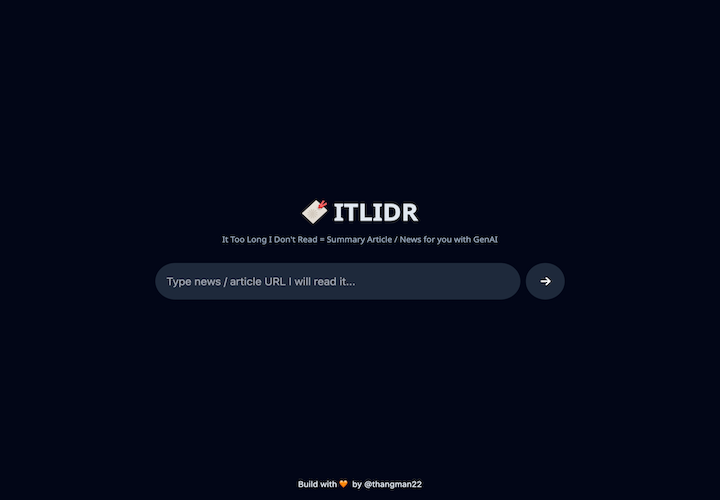 ITLIDR
It Too Long I Don't Read = Summary Article / News for you with GenAI
Type news / article URL I will read it...
Build with 🧡 by @thangman22